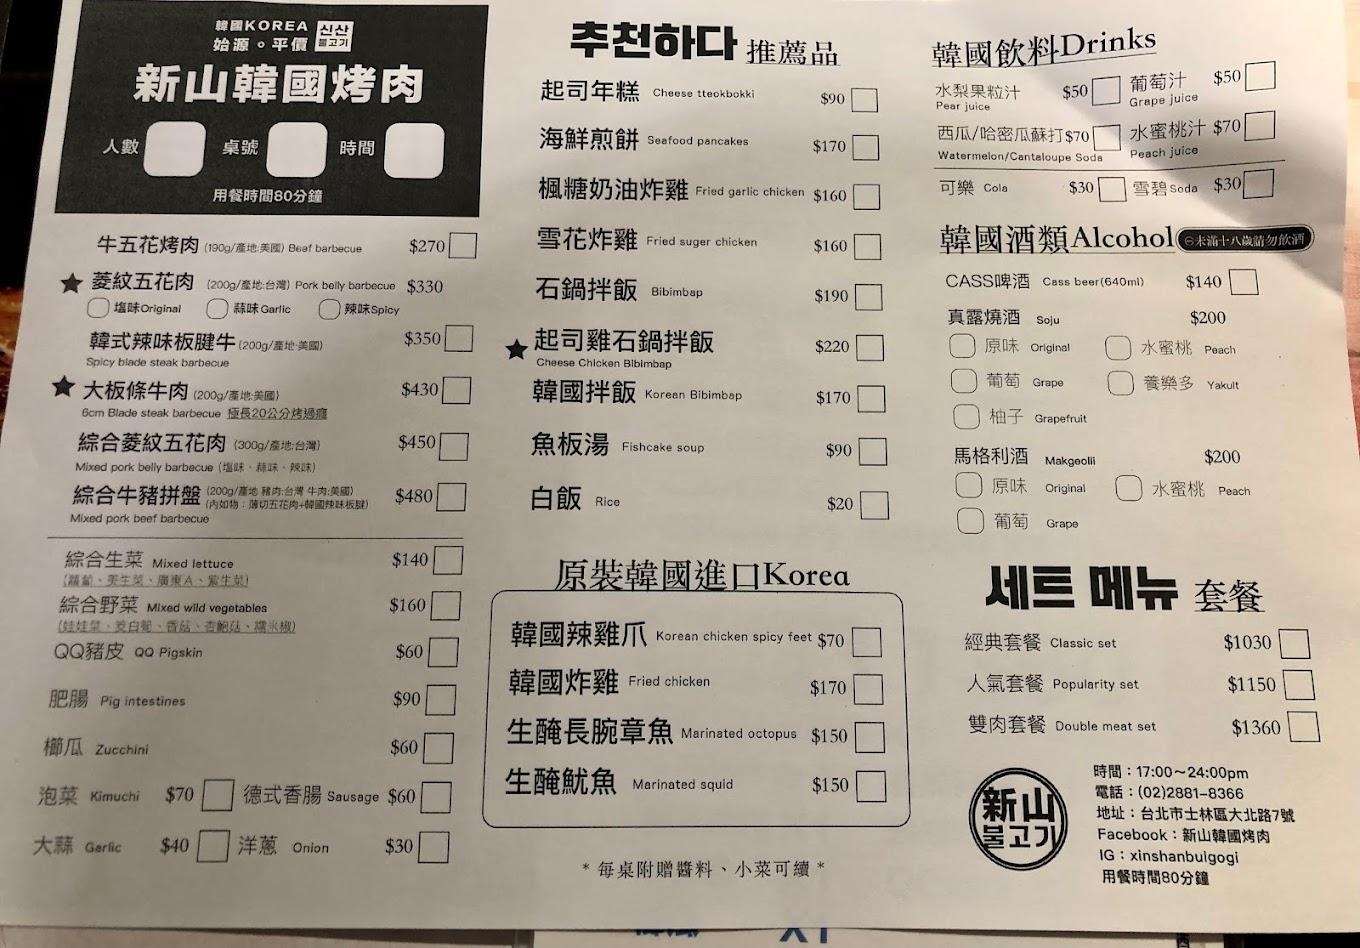 韓國KOREA
始源。平價
신산
불고기
新山韓國烤肉
人數
桌號
時間
用餐時間80分鐘
牛五花烤肉 (190g/產地:美國) Beaf barbecue $270
★ 菱紋五花肉 (200g/產地:台灣) Pork belly barbecue $330
塩味Original 蒜味Garlic 辣味Spicy
韓式辣味板腱牛 (200g/產地:美國) $350
Spicy blade steak barbecue
★ 大板條牛肉 (200g/產地:美國) $430
6cm Blade steak barbecue 極長20公分烤過癮
綜合菱紋五花肉 (300g/產地:台灣) $450
Mixed pork belly barbecue (塩味、蒜味、辣味)
綜合牛豬拼盤 (200g/產地 豬肉:台灣 牛肉:美國) $480
(內如物：薄切五花肉+韓國辣味板腱)
Mixed pork beef barbecue
綜合生菜 Mixed lettuce $140
(蘿蔔、美生菜、廣東A、紫生菜)
綜合野菜 Mixed wild vegetables $160
(娃娃菜、茭白筍、香菇、杏鮑菇、糯米椒)
QQ豬皮 QQ Pigskin $60
肥腸 Pig intestines $90
櫛瓜 Zucchini $60
泡菜 Kimuchi $70 德式香腸 Sausage $60
大蒜 Garlic $40 洋蔥 Onion $30
추천하다 推薦品
起司年糕 Cheese tteokbokki $90
海鮮煎餅 Seafood pancakes $170
楓糖奶油炸雞 Fried garlic chicken $160
雪花炸雞 Fried suger chicken $160
石鍋拌飯 Bibimbap $190
★ 起司雞石鍋拌飯 $220
Cheese Chicken Bibimbap
韓國拌飯 Korean Bibimbap $170
魚板湯 Fishcake soup $90
白飯 Rice $20
原裝韓國進口Korea
韓國辣雞爪 Korean chicken spicy feet $70
韓國炸雞 Fried chicken $170
生醃長腕章魚 Marinated octopus $150
生醃魷魚 Marinated squid $150
* 每桌附贈醬料、小菜可續 *
韓國飲料Drinks
水梨果粒汁 $50 葡萄汁 $50
Pear juice Grape juice
西瓜/哈密瓜蘇打 $70 水蜜桃汁 $70
Watermelon/Cantaloupe Soda Peach juice
可樂 Cola $30 雪碧 Soda $30
韓國酒類Alcohol ⊖未滿十八歲請勿飲酒
CASS啤酒 Cass beer(640ml) $140
真露燒酒 Soju $200
原味 Original 水蜜桃 Peach
葡萄 Grape 養樂多 Yakult
柚子 Grapefruit
馬格利酒 Makgeolli $200
原味 Original 水蜜桃 Peach
葡萄 Grape
세트 메뉴 套餐
經典套餐 Classic set $1030
人氣套餐 Popularity set $1150
雙肉套餐 Double meat set $1360
新山
불고기
時間：17:00～24:00pm
電話：(02)2881-8366
地址：台北市士林區大北路7號
Facebook：新山韓國烤肉
IG：xinshanbulgogi
用餐時間80分鐘
X1